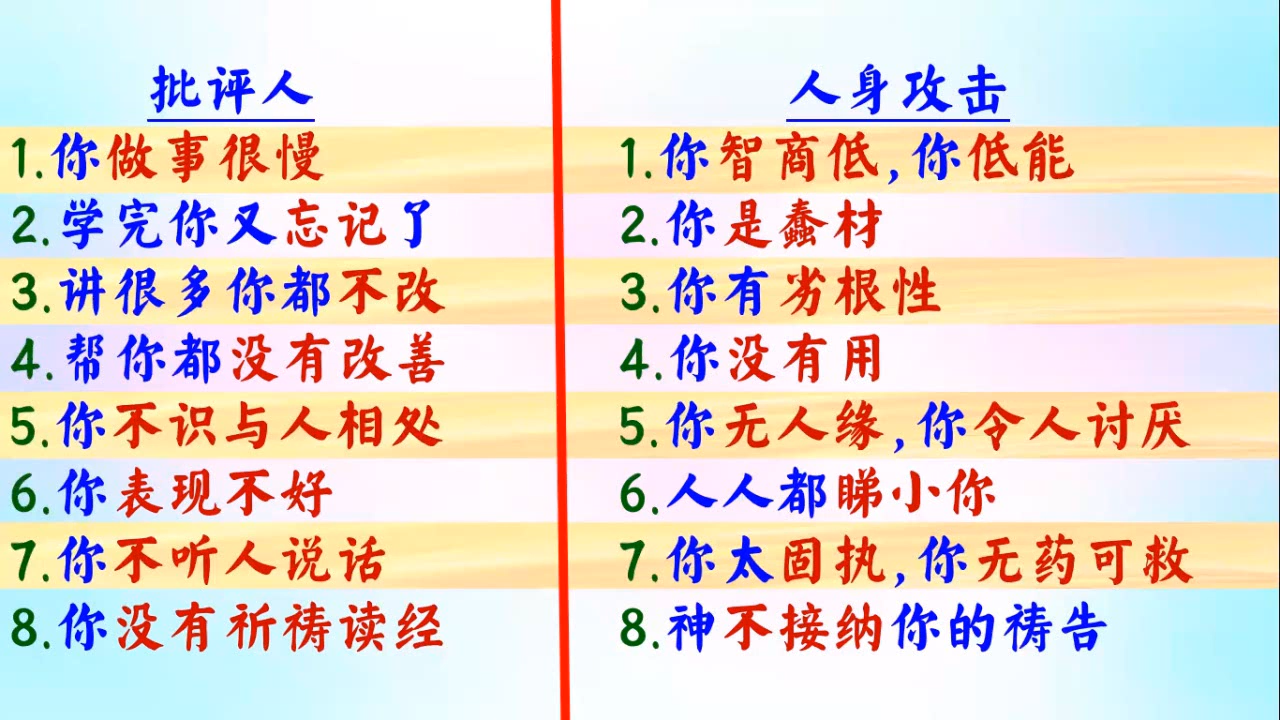 批评人
1.你做事很慢
2.学完你又忘记了
3.讲很多你都不改
4.帮你都没有改善
5.你不识与人相处
6.你表现不好
7.你不听人说话
8.你没有祈祷读经
人身攻击
1.你智商低,你低能
2.你是蠢材
3.你有劣根性
4.你没有用
5.你无人缘,你令人讨厌
6.人人都睇小你
7.你太固执,你无药可救
8.神不接纳你的祷告